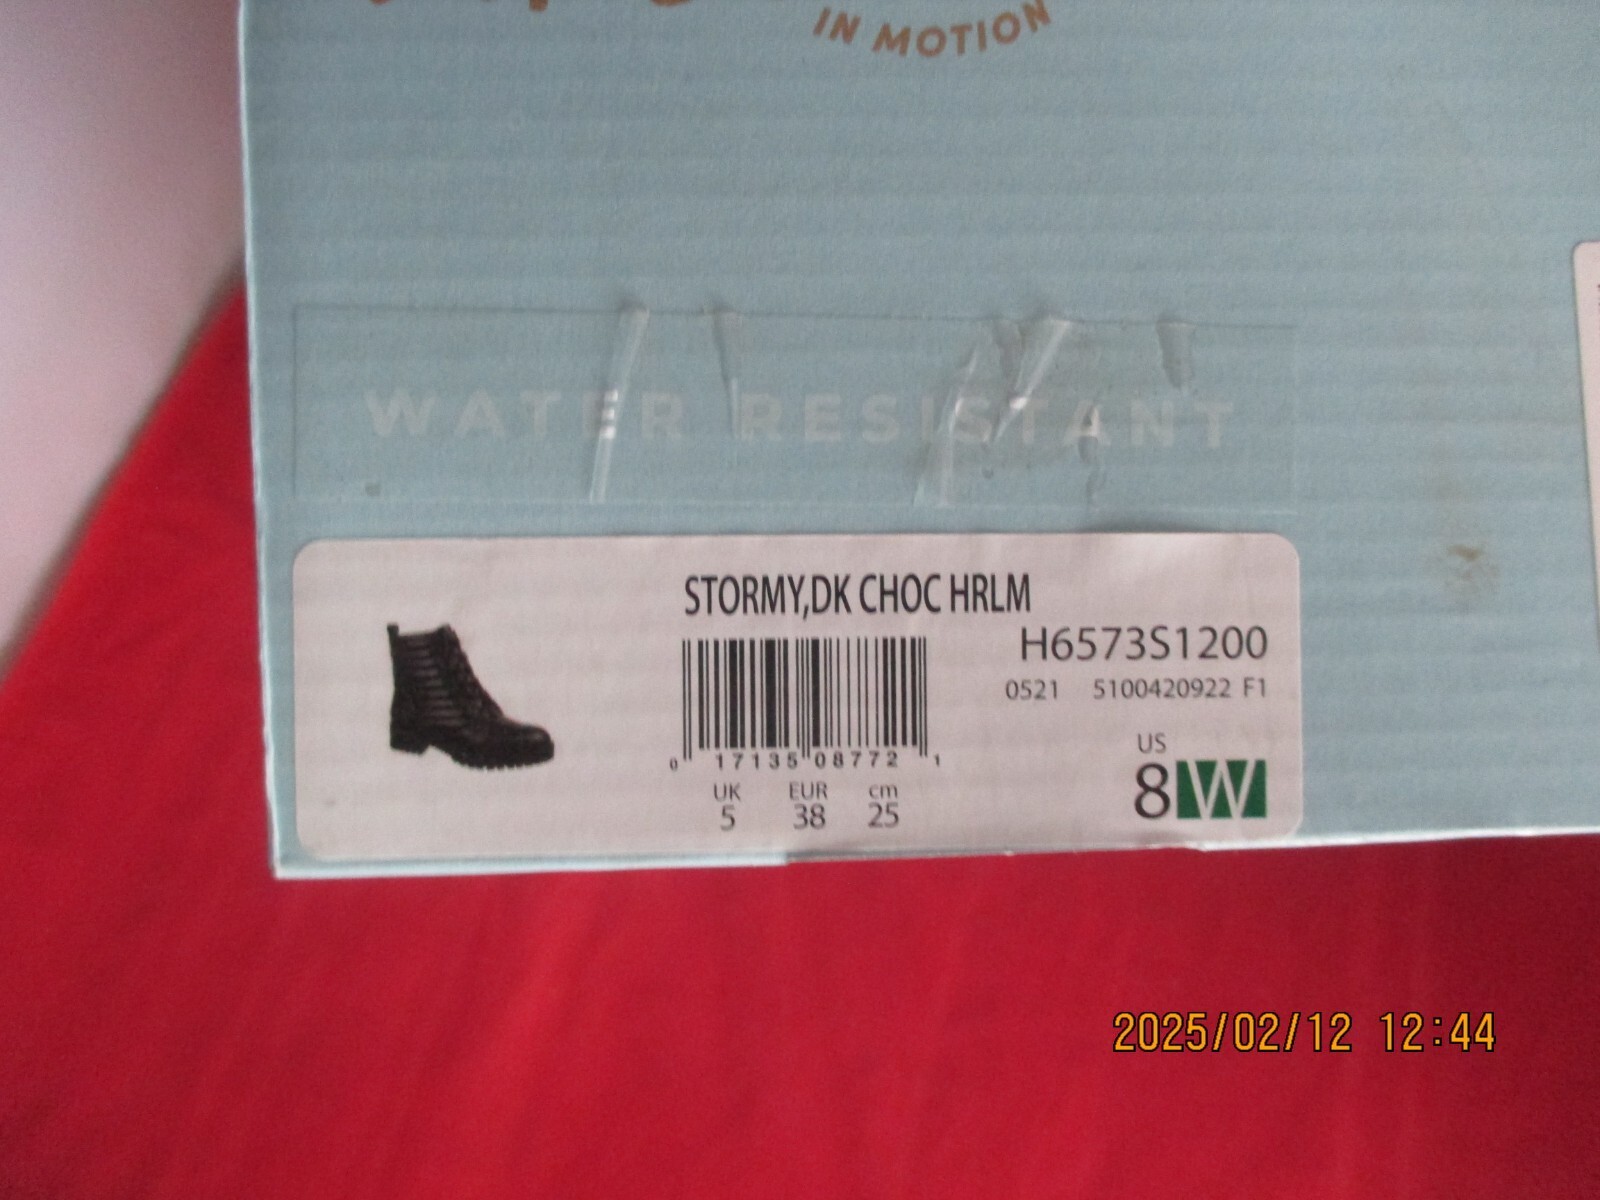 IN MOTION
WATER RESISTANT
STORMY,DK CHOC HRLM
H6573S1200
0521 5100420922 F1
0 17135 08772 1
US
8W
UK EUR cm
5 38 25
2025/02/12 12:44